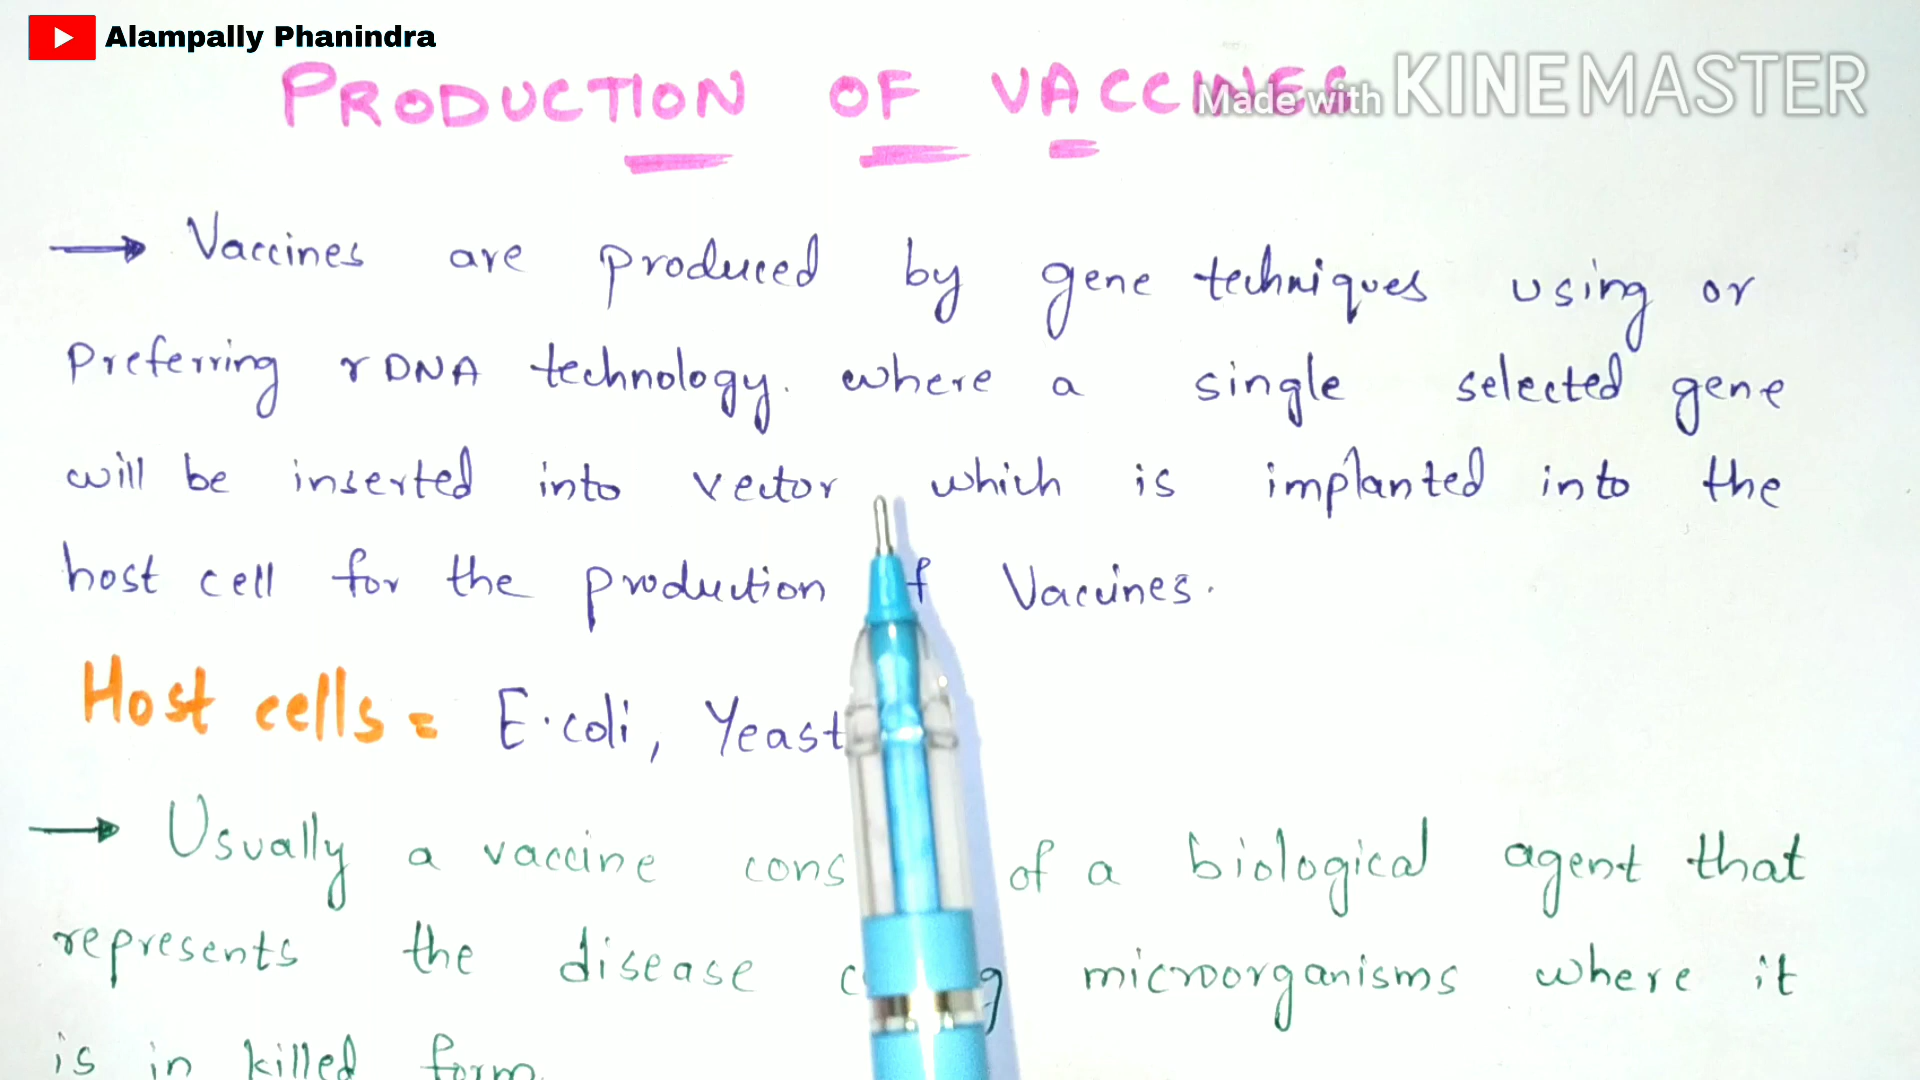 Alampally Phanindra
PRODUCTION OF VACCINES
Made with KINEMASTER
→ Vaccines are produced by gene techniques using or
Preferring rDNA technology. where a single selected gene
will be inserted into vector which is implanted into the
host cell for the production f Vaccines.
Host cells = E.coli, Yeast
→ Usually a vaccine cons of a biological agent that
represents the disease c g microorganisms where it
is in killed form